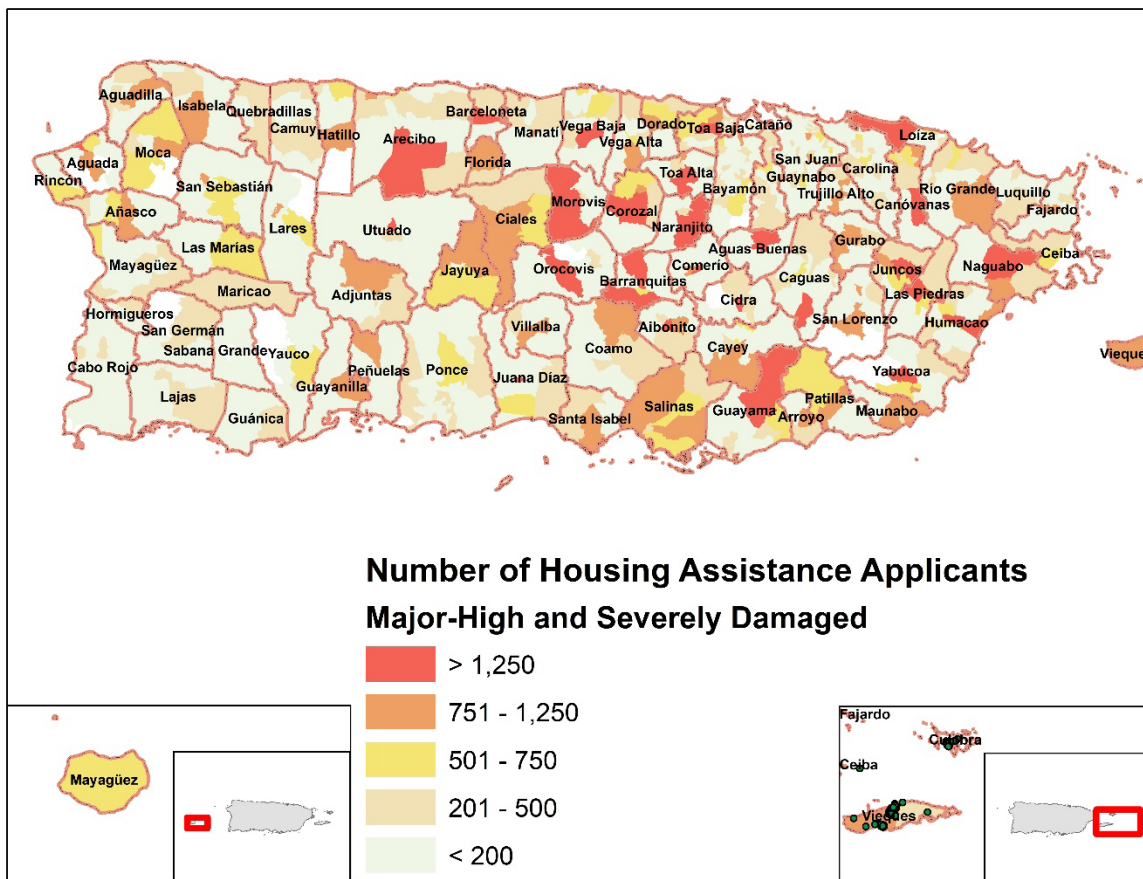 Aguadilla
Isabela
Quebradillas
Camuy
Hatillo
Arecibo
Barceloneta
Manatí
Florida
Vega Baja
Vega Alta
Dorado
Toa Baja
Cataño
Loíza
Aguada
Moca
Rincón
San Sebastián
Añasco
Lares
Utuado
Ciales
Morovis
Corozal
Toa Alta
Naranjito
Bayamón
San Juan
Guaynabo
Carolina
Trujillo Alto
Canóvanas
Río Grande
Luquillo
Fajardo
Las Marías
Mayagüez
Maricao
Adjuntas
Jayuya
Orocovis
Barranquitas
Comerío
Aguas Buenas
Cidra
Caguas
Gurabo
Juncos
Las Piedras
Naguabo
Ceiba
Hormigueros
San Germán
Sabana Grande
Cabo Rojo
Lajas
Guánica
Yauco
Guayanilla
Peñuelas
Ponce
Villalba
Juana Díaz
Coamo
Aibonito
Santa Isabel
Salinas
Cayey
Guayama
Arroyo
Patillas
San Lorenzo
Humacao
Yabucoa
Maunabo
Number of Housing Assistance Applicants
Major-High and Severely Damaged
> 1,250
751 - 1,250
501 - 750
201 - 500
< 200
Mayagüez
Fajardo
Ceiba
Vieques